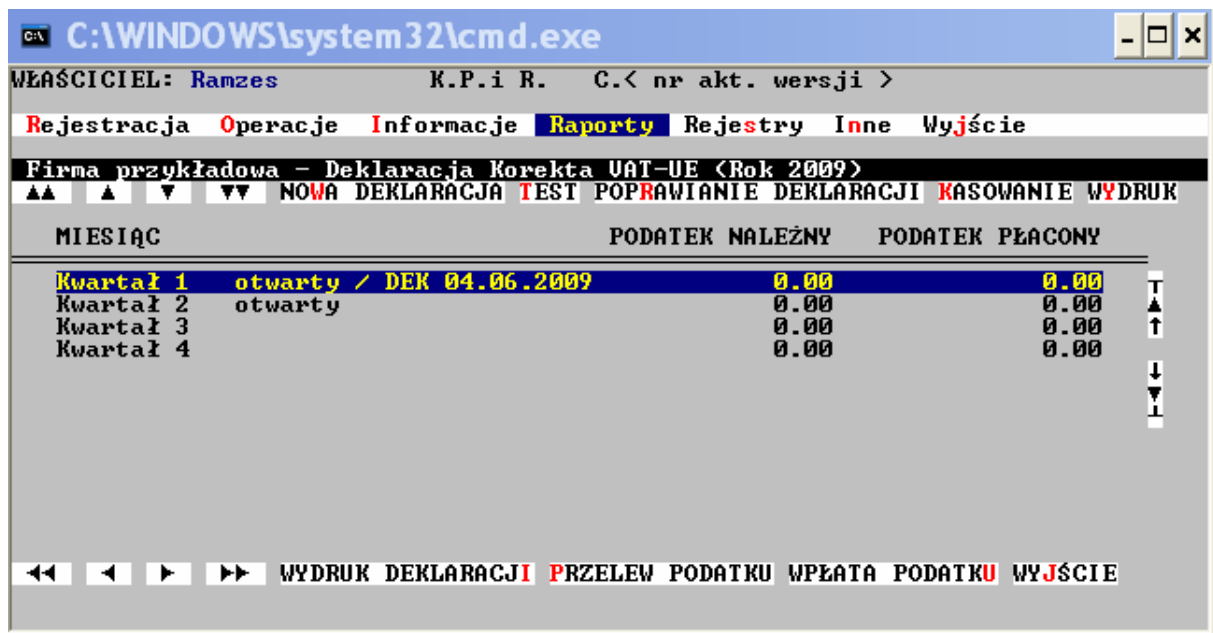 C:\WINDOWS\system32\cmd.exe
WŁAŚCICIEL: Ramzes K.P.i R. C.< nr akt. wersji >
Rejestracja Operacje Informacje Raporty Rejestry Inne Wyjście
Firma przykładowa – Deklaracja Korekta VAT-UE (Rok 2009)
NOWA DEKLARACJA TEST POPRAWIANIE DEKLARACJI KASOWANIE WYDRUK
MIESIĄC PODATEK NALEŻNY PODATEK PŁACONY
Kwartał 1 otwarty / DEK 04.06.2009 0.00 0.00
Kwartał 2 otwarty 0.00 0.00
Kwartał 3 0.00 0.00
Kwartał 4 0.00 0.00
WYDRUK DEKLARACJI PRZELEW PODATKU WPŁATA PODATKU WYJŚCIE